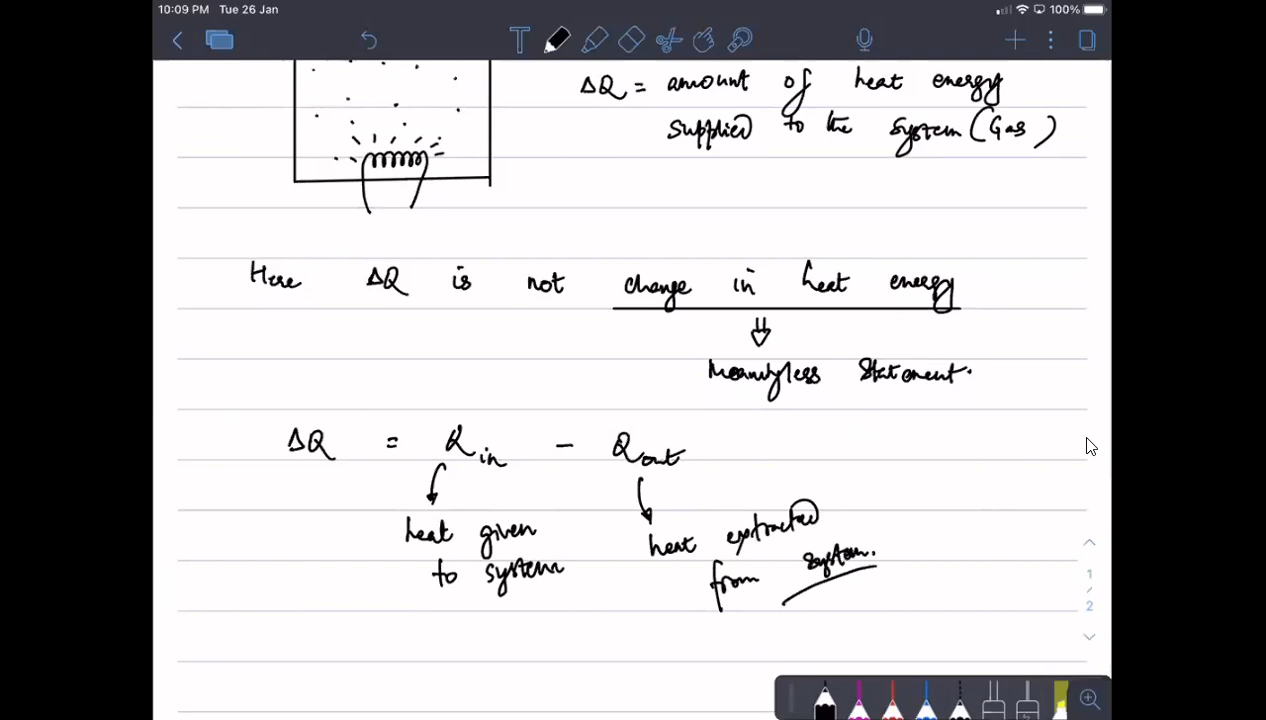 10:09 PM Tue 26 Jan 100%
ΔQ = amount of heat energy
supplied to the system (Gas)
Here ΔQ is not change in heat energy
⇓
Meaningless Statement.
ΔQ = Qin - Qout
heat given heat extracted
to system from system.
1
/
2